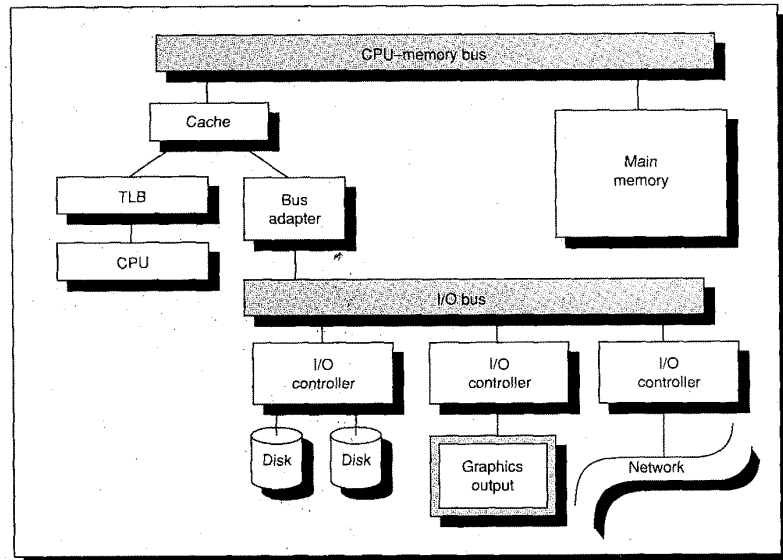 CPU–memory bus
Cache
Main
memory
TLB
Bus
adapter
CPU
I/O bus
I/O
controller
I/O
controller
I/O
controller
Disk
Disk
Graphics
output
Network